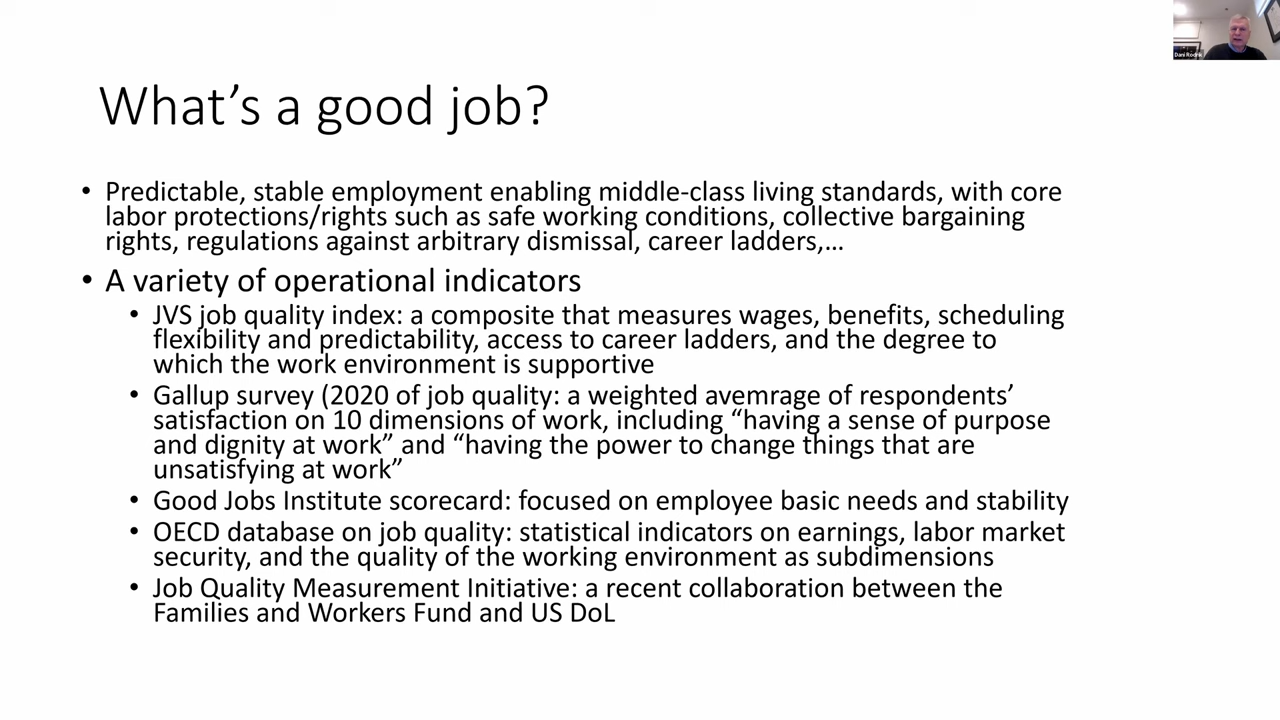 Dani Rodrik
What's a good job?
• Predictable, stable employment enabling middle-class living standards, with core
labor protections/rights such as safe working conditions, collective bargaining
rights, regulations against arbitrary dismissal, career ladders,...
• A variety of operational indicators
• JVS job quality index: a composite that measures wages, benefits, scheduling
flexibility and predictability, access to career ladders, and the degree to
which the work environment is supportive
• Gallup survey (2020 of job quality: a weighted avemrage of respondents'
satisfaction on 10 dimensions of work, including “having a sense of purpose
and dignity at work” and “having the power to change things that are
unsatisfying at work”
• Good Jobs Institute scorecard: focused on employee basic needs and stability
• OECD database on job quality: statistical indicators on earnings, labor market
security, and the quality of the working environment as subdimensions
• Job Quality Measurement Initiative: a recent collaboration between the
Families and Workers Fund and US DoL